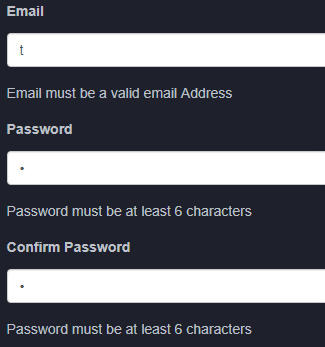 Email
t
Email must be a valid email Address
Password
•
Password must be at least 6 characters
Confirm Password
•
Password must be at least 6 characters